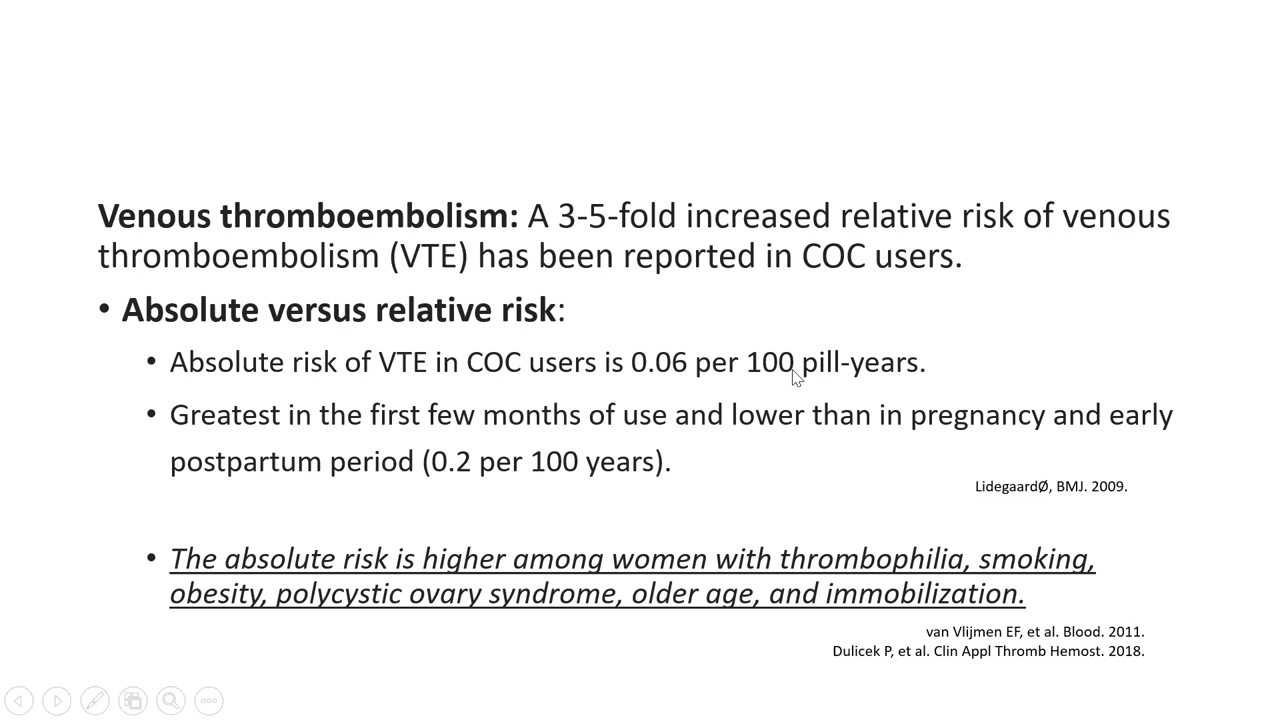 Venous thromboembolism: A 3-5-fold increased relative risk of venous
thromboembolism (VTE) has been reported in COC users.
• Absolute versus relative risk:
• Absolute risk of VTE in COC users is 0.06 per 100 pill-years.
• Greatest in the first few months of use and lower than in pregnancy and early
postpartum period (0.2 per 100 years).
LidegaardØ, BMJ. 2009.
• The absolute risk is higher among women with thrombophilia, smoking,
obesity, polycystic ovary syndrome, older age, and immobilization.
van Vlijmen EF, et al. Blood. 2011.
Dulicek P, et al. Clin Appl Thromb Hemost. 2018.